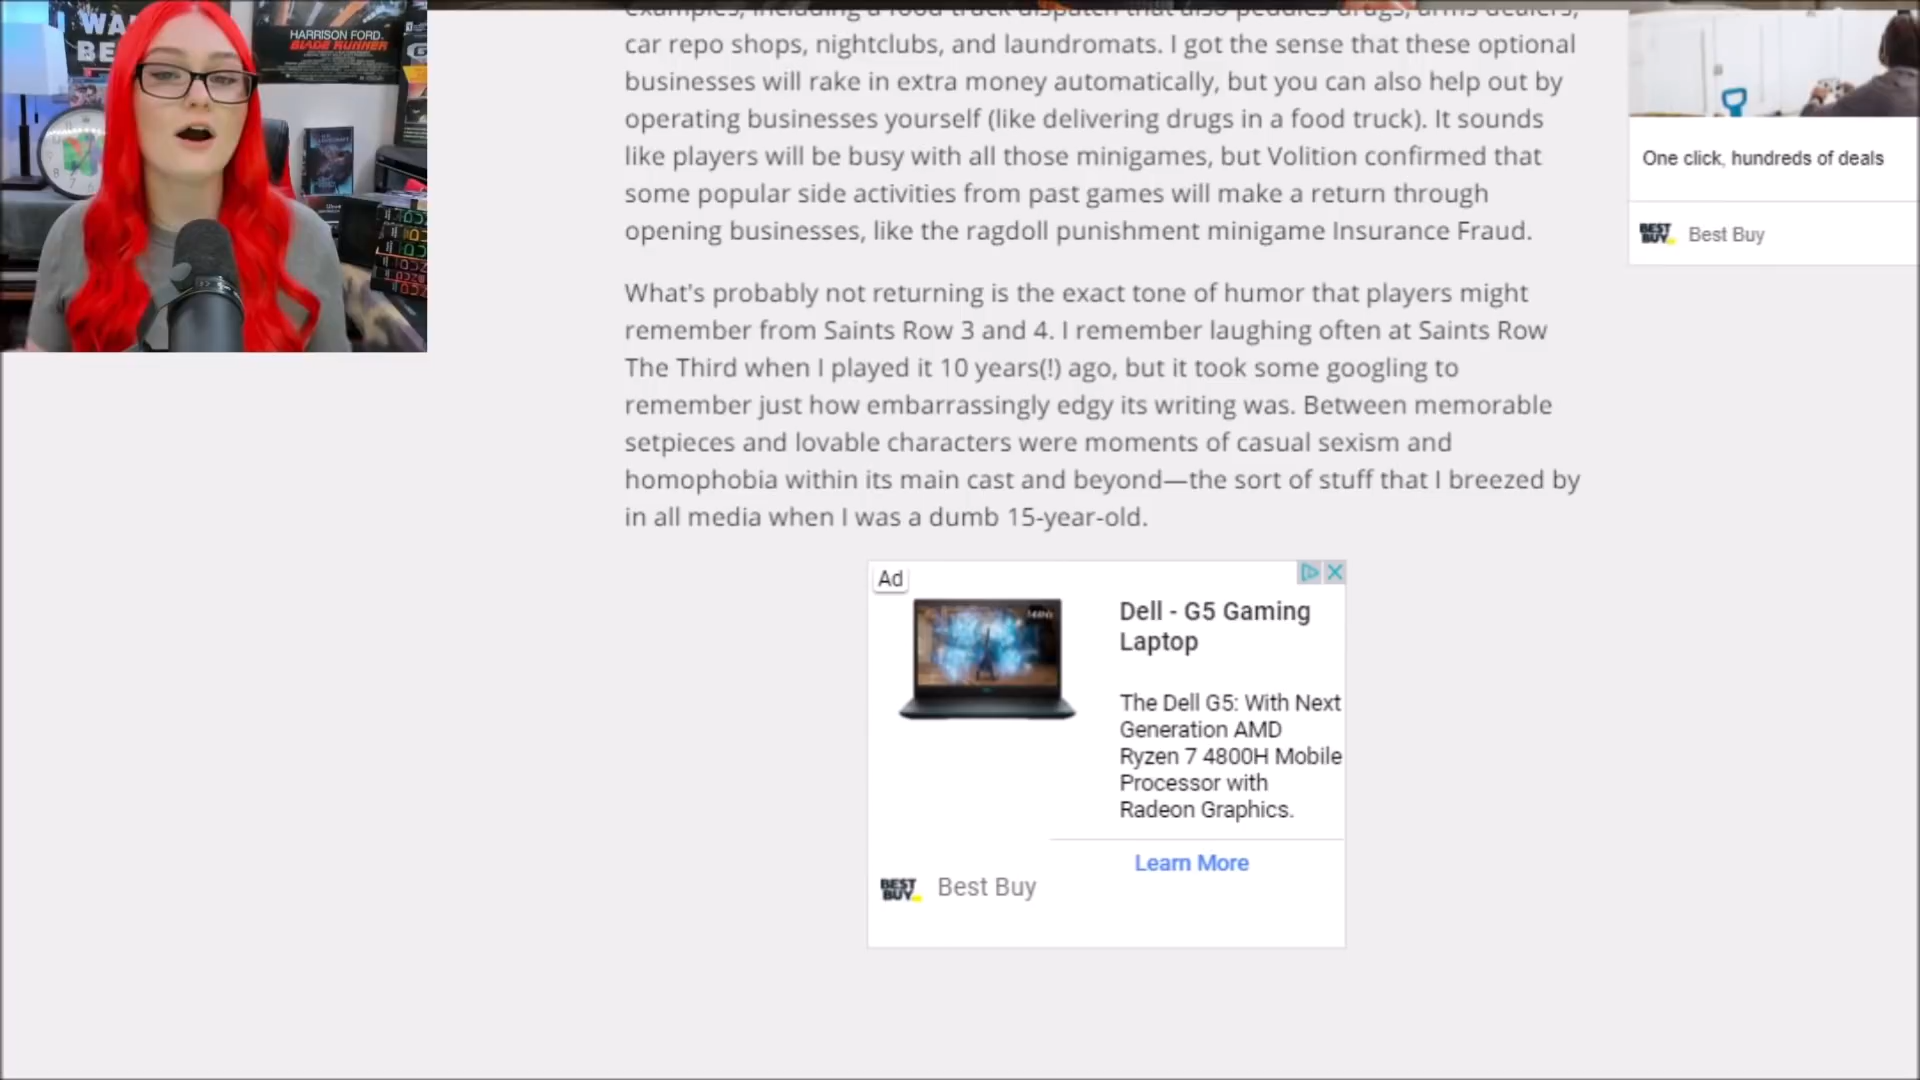 WA
BE
HARRISON FORD
BLADE RUNNER
examples, including a food truck dispatch that also peddles drugs, arms dealers,
car repo shops, nightclubs, and laundromats. I got the sense that these optional
businesses will rake in extra money automatically, but you can also help out by
operating businesses yourself (like delivering drugs in a food truck). It sounds
like players will be busy with all those minigames, but Volition confirmed that
some popular side activities from past games will make a return through
opening businesses, like the ragdoll punishment minigame Insurance Fraud.
What's probably not returning is the exact tone of humor that players might
remember from Saints Row 3 and 4. I remember laughing often at Saints Row
The Third when I played it 10 years(!) ago, but it took some googling to
remember just how embarrassingly edgy its writing was. Between memorable
setpieces and lovable characters were moments of casual sexism and
homophobia within its main cast and beyond—the sort of stuff that I breezed by
in all media when I was a dumb 15-year-old.
One click, hundreds of deals
BEST BUY
Best Buy
Ad
Dell - G5 Gaming
Laptop
The Dell G5: With Next
Generation AMD
Ryzen 7 4800H Mobile
Processor with
Radeon Graphics.
Learn More
BEST BUY
Best Buy